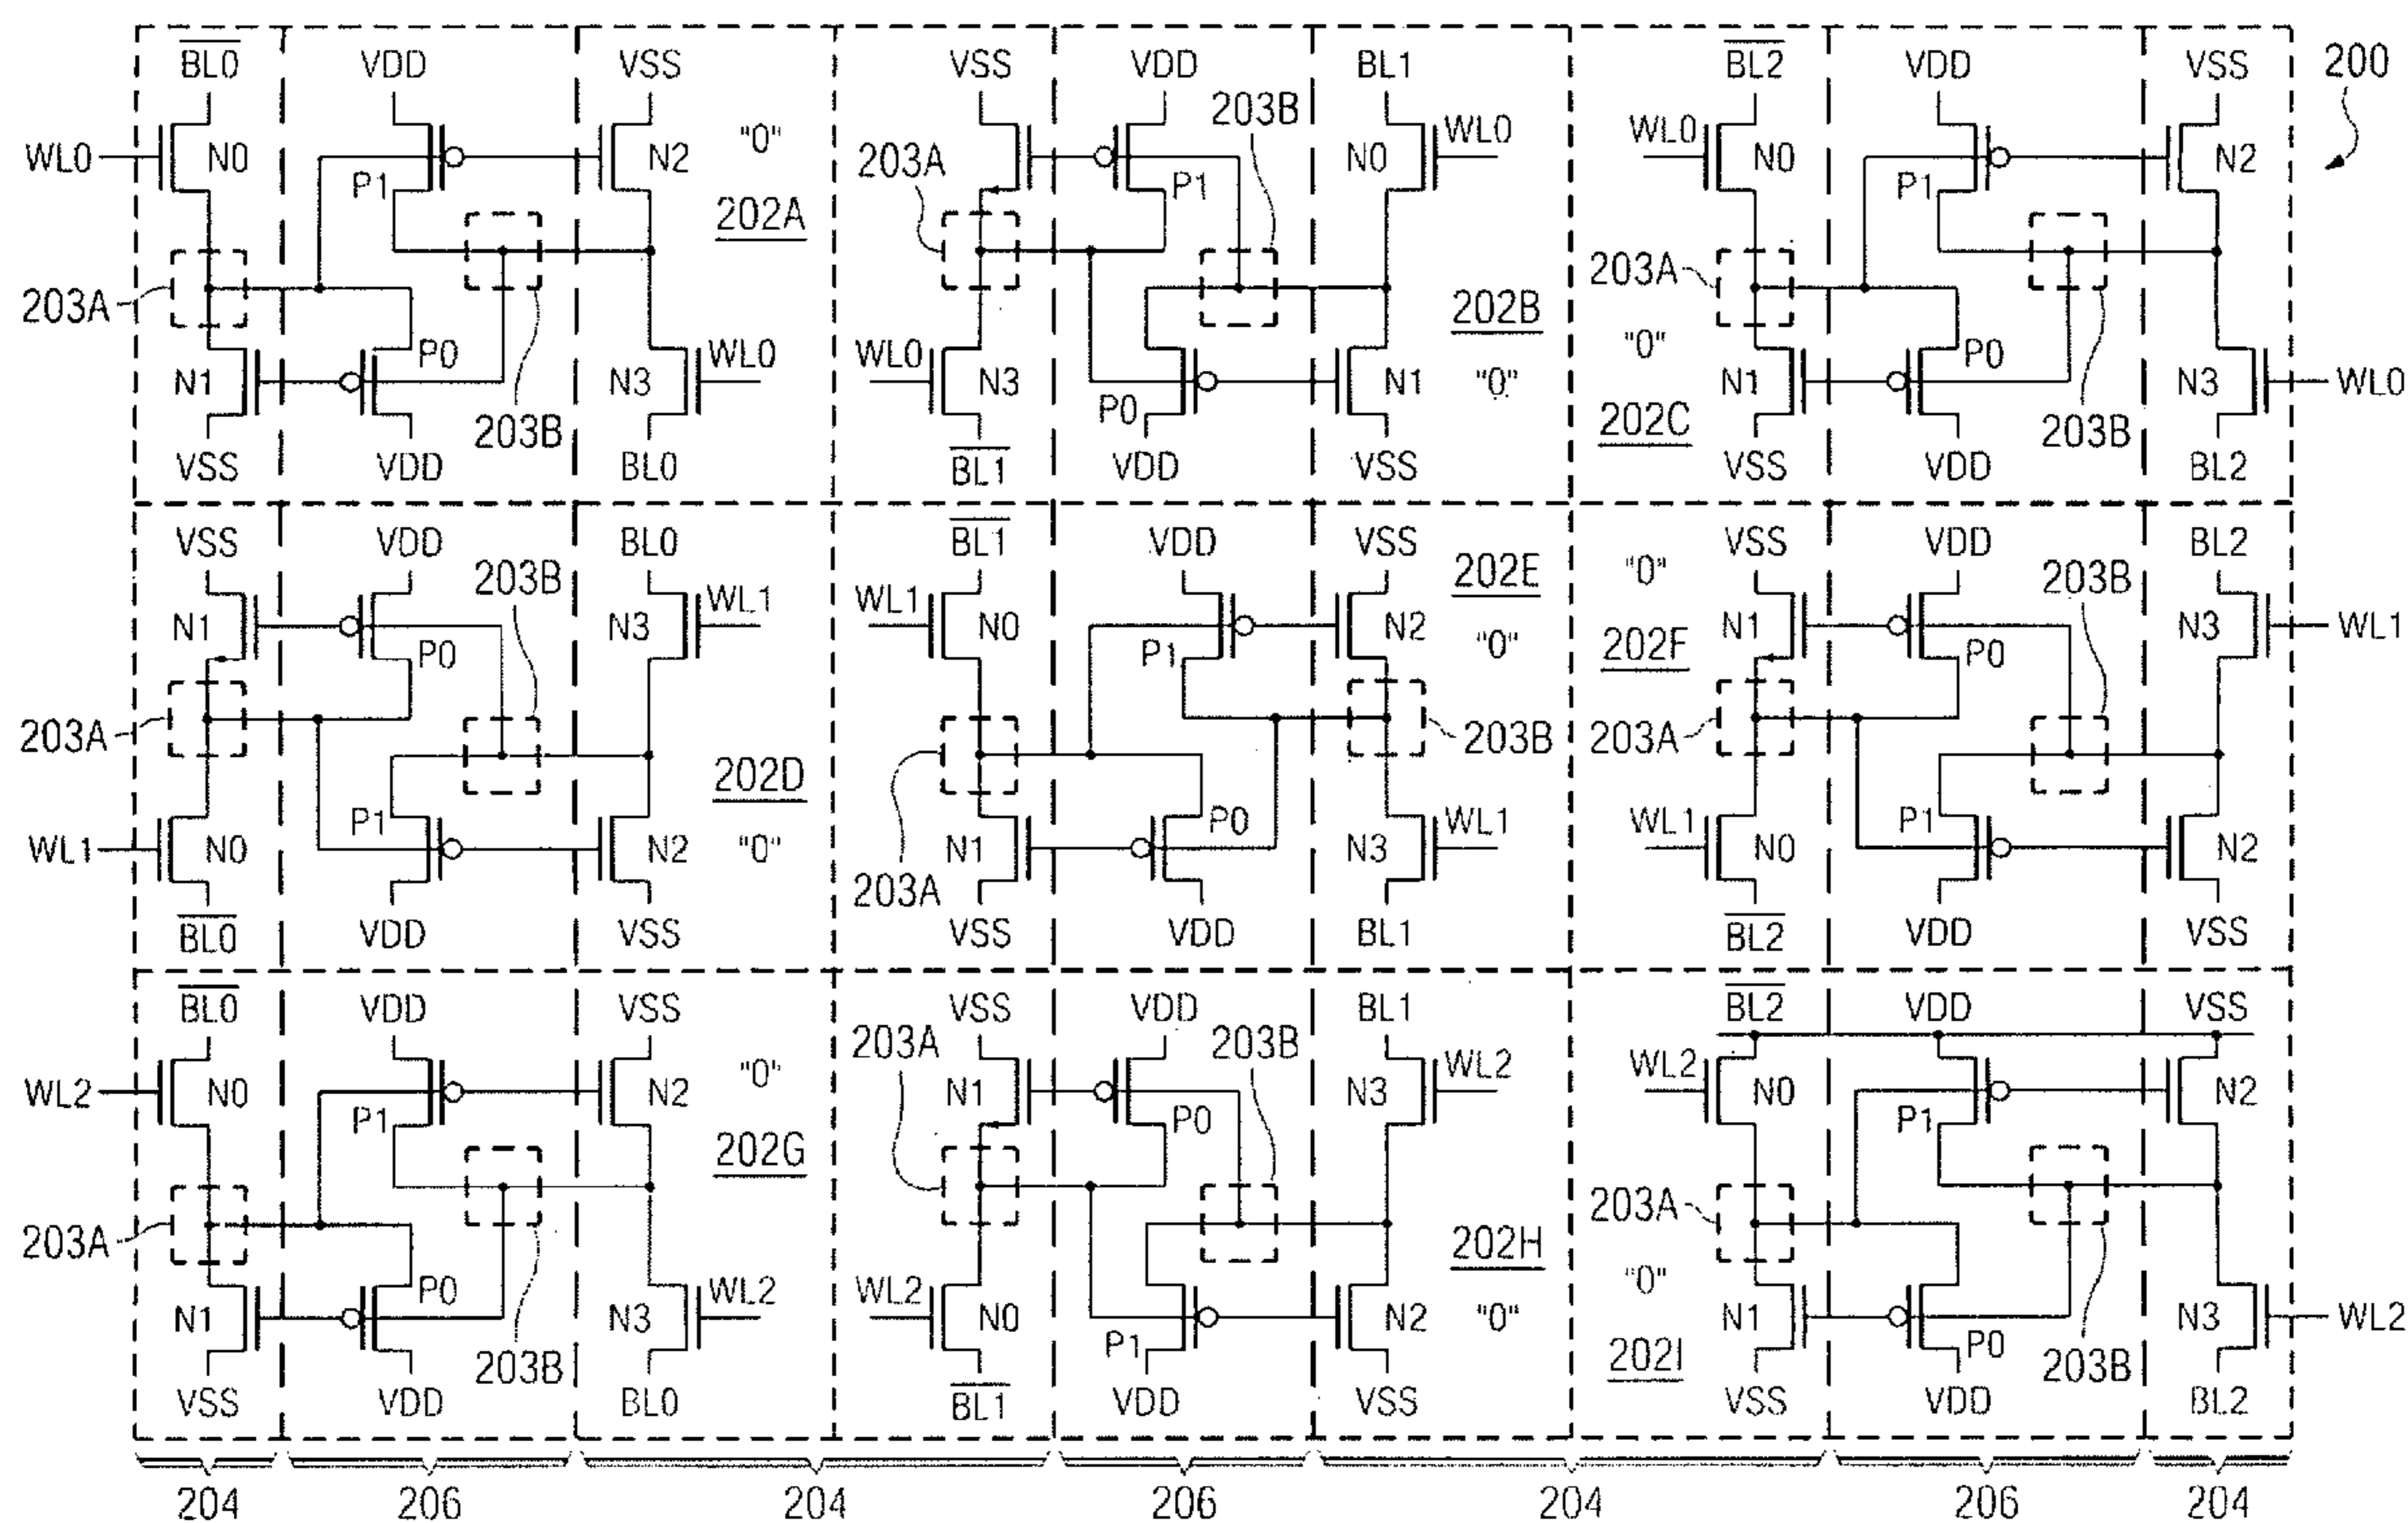 BL0 VDD VSS VSS VDD BL1 BL2 VDD VSS 200
WL0 N0 P1 N2 "0" 203A P1 203B N0 WL0 WL0 N0 P1 N2
202A
203A 203A
P0 WL0 WL0 202B "0" P0
N1 N3 N3 P0 N1 "0" N1 N3 WL0
203B 202C 203B
VSS VDD BL0 BL1 VDD VSS VSS VDD BL2
VSS VDD BL0 BL1 VDD VSS 202E "0" VSS VDD BL2
203B 203B
N1 P0 N3 WL1 WL1 N0 P1 N2 "0" 202F N1 P0 N3 WL1
203A 203B 203A
202D
P1 P0 WL1 WL1 P1
WL1 N0 N2 "0" 203A N1 N3 N0 N2
BL0 VDD VSS VSS VDD BL1 BL2 VDD VSS
BL0 VDD VSS VSS VDD BL1 BL2 VDD VSS
203A 203B
WL2 N0 P1 N2 "0" N1 P0 N3 WL2 WL2 N0 P1 N2
202G
203A 203A
P0 WL2 WL2 202H "0" P0
N1 N3 N0 P1 N2 "0" N1 N3 WL2
203B 202I 203B
VSS VDD BL0 BL1 VDD VSS VSS VDD BL2
204 206 204 206 204 206 204